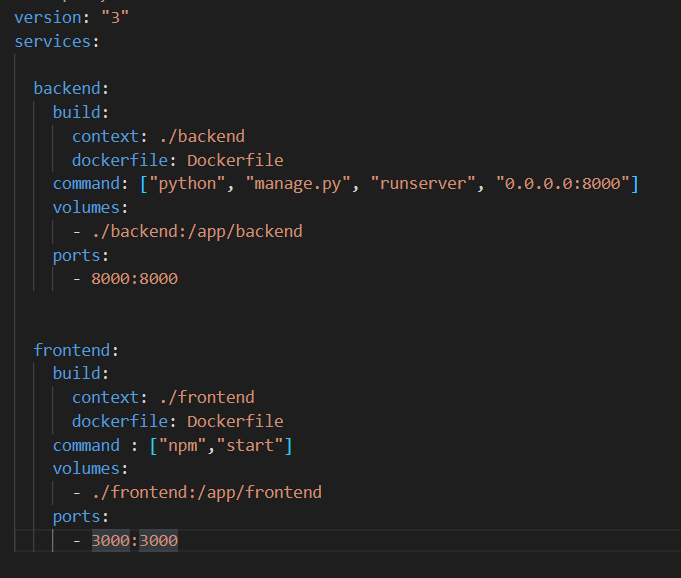 version: "3"
services:
backend:
build:
context: ./backend
dockerfile: Dockerfile
command: ["python", "manage.py", "runserver", "0.0.0.0:8000"]
volumes:
- ./backend:/app/backend
ports:
- 8000:8000
frontend:
build:
context: ./frontend
dockerfile: Dockerfile
command : ["npm","start"]
volumes:
- ./frontend:/app/frontend
ports:
- 3000:3000